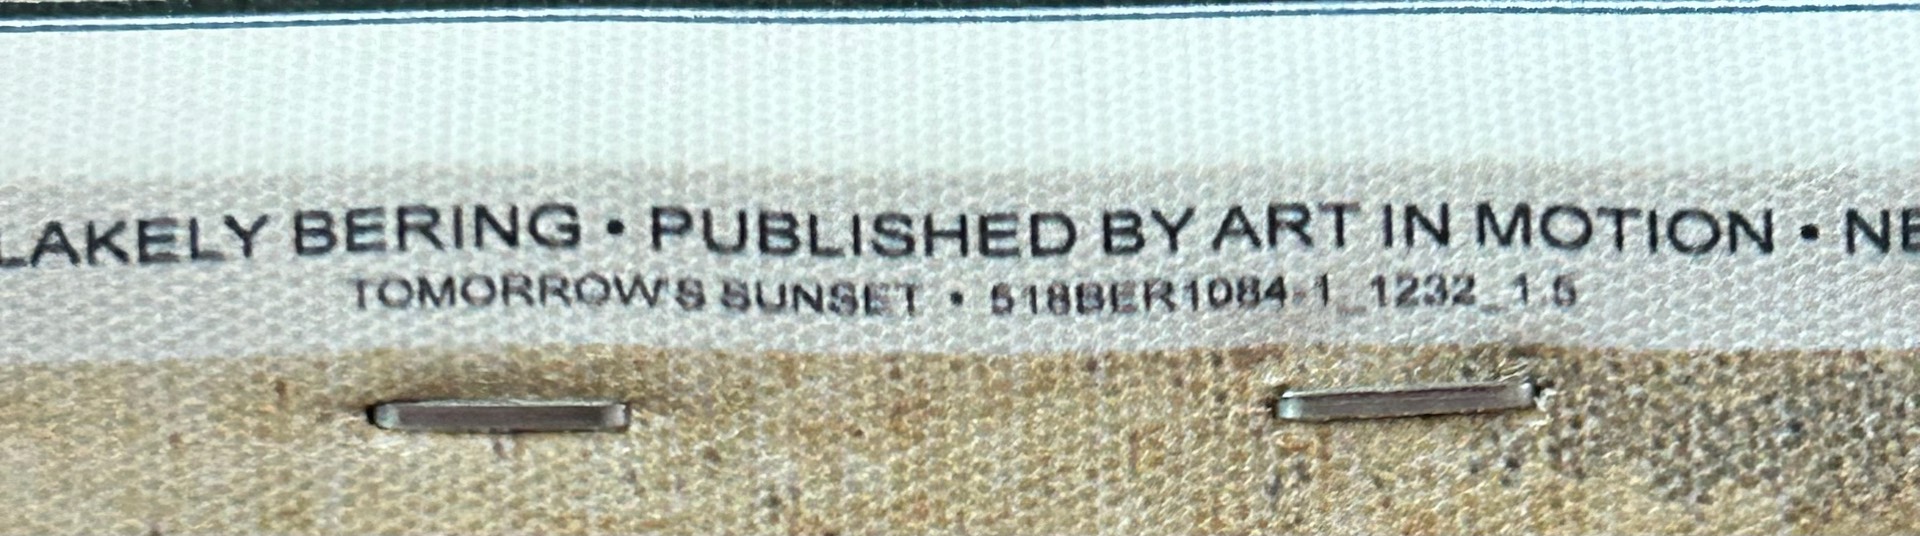 LAKELY BERING • PUBLISHED BY ART IN MOTION • NE
TOMORROW'S SUNSET • 518BER1084-1_1232_1.5